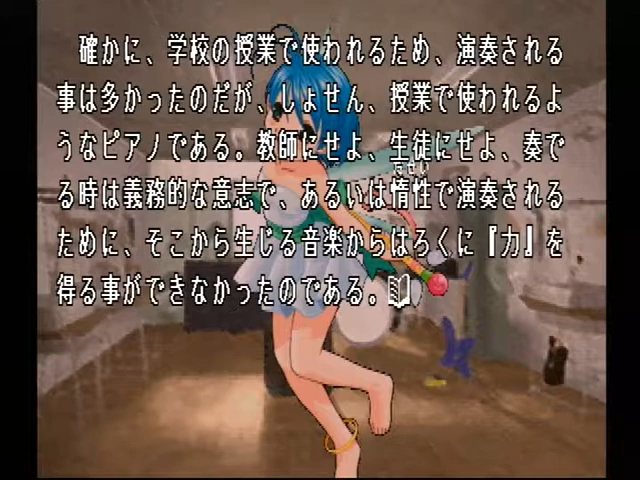 確かに、学校の授業で使われるため、演奏される
事は多かったのだが、しょせん、授業で使われるよ
うなピアノである。教師にせよ、生徒にせよ、奏で
だせい
る時は義務的な意志で、あるいは惰性で演奏される
ために、そこから生じる音楽からはろくに『力』を
得る事ができなかったのである。